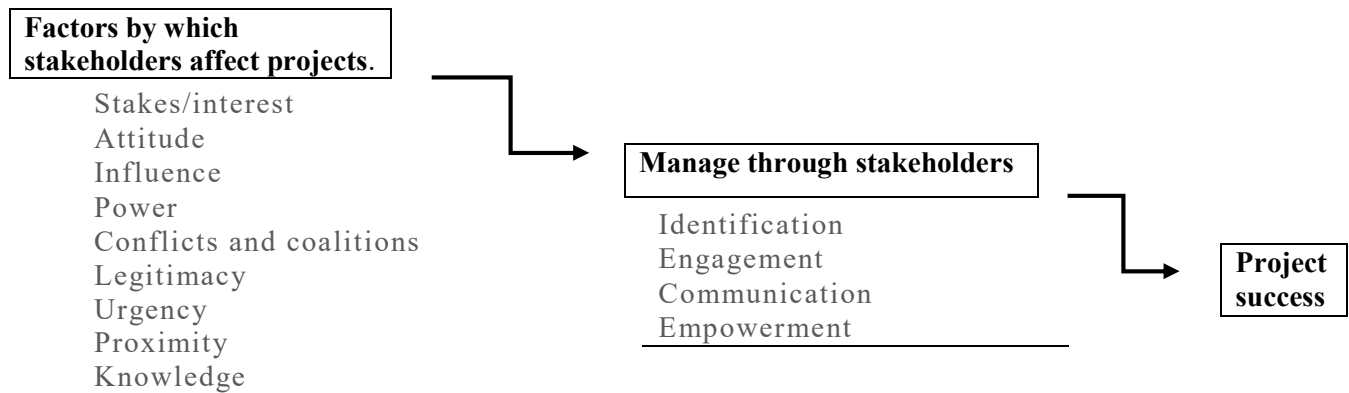 Factors by which
stakeholders affect projects.
Stakes/interest
Attitude
Influence
Power
Conflicts and coalitions
Legitimacy
Urgency
Proximity
Knowledge
Manage through stakeholders
Identification
Engagement
Communication
Empowerment
Project
success